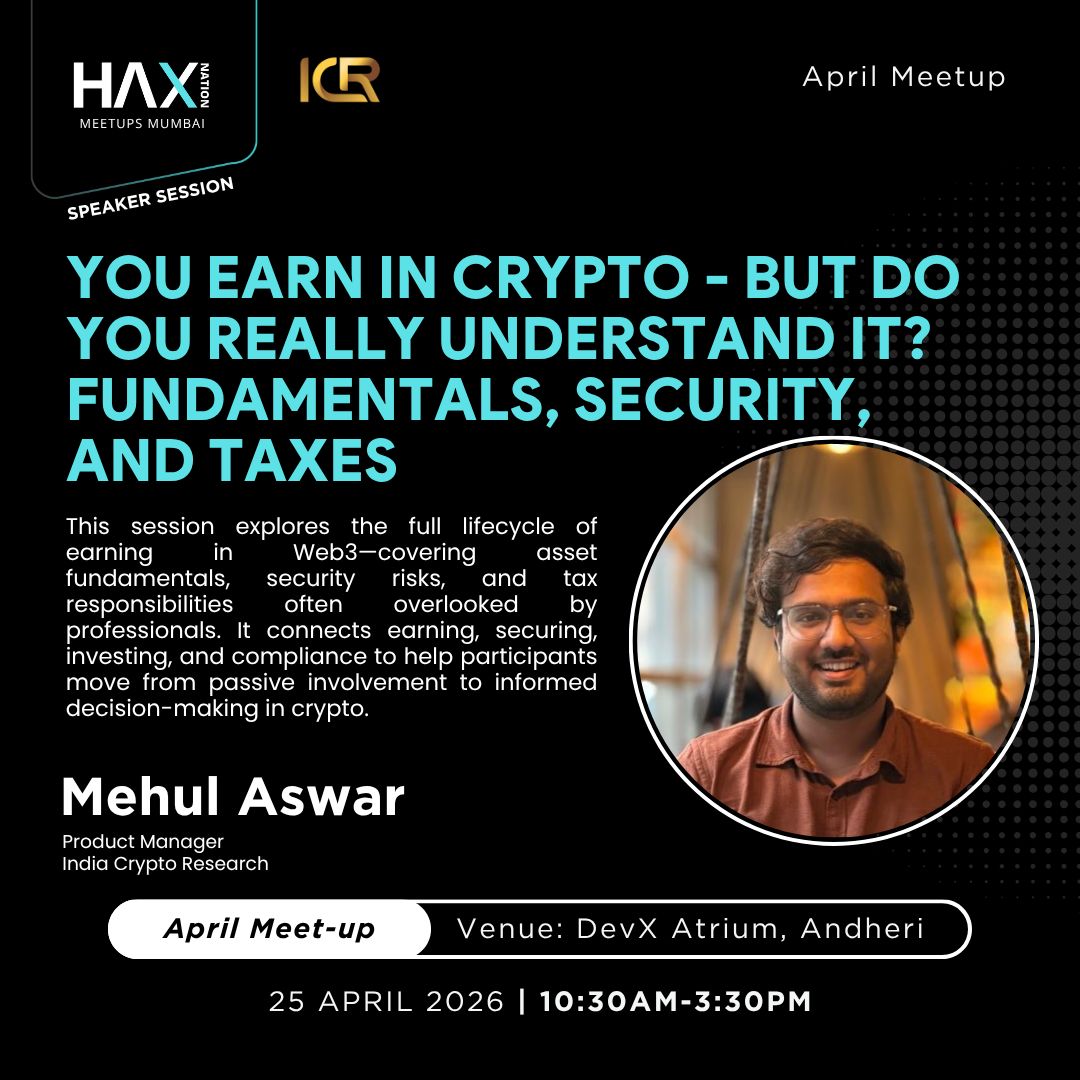 HAX NATION
MEETUPS MUMBAI
ICR
April Meetup
SPEAKER SESSION
YOU EARN IN CRYPTO - BUT DO
YOU REALLY UNDERSTAND IT?
FUNDAMENTALS, SECURITY,
AND TAXES
This session explores the full lifecycle of
earning in Web3—covering asset
fundamentals, security risks, and tax
responsibilities often overlooked by
professionals. It connects earning, securing,
investing, and compliance to help participants
move from passive involvement to informed
decision-making in crypto.
Mehul Aswar
Product Manager
India Crypto Research
April Meet-up Venue: DevX Atrium, Andheri
25 APRIL 2026 | 10:30AM-3:30PM